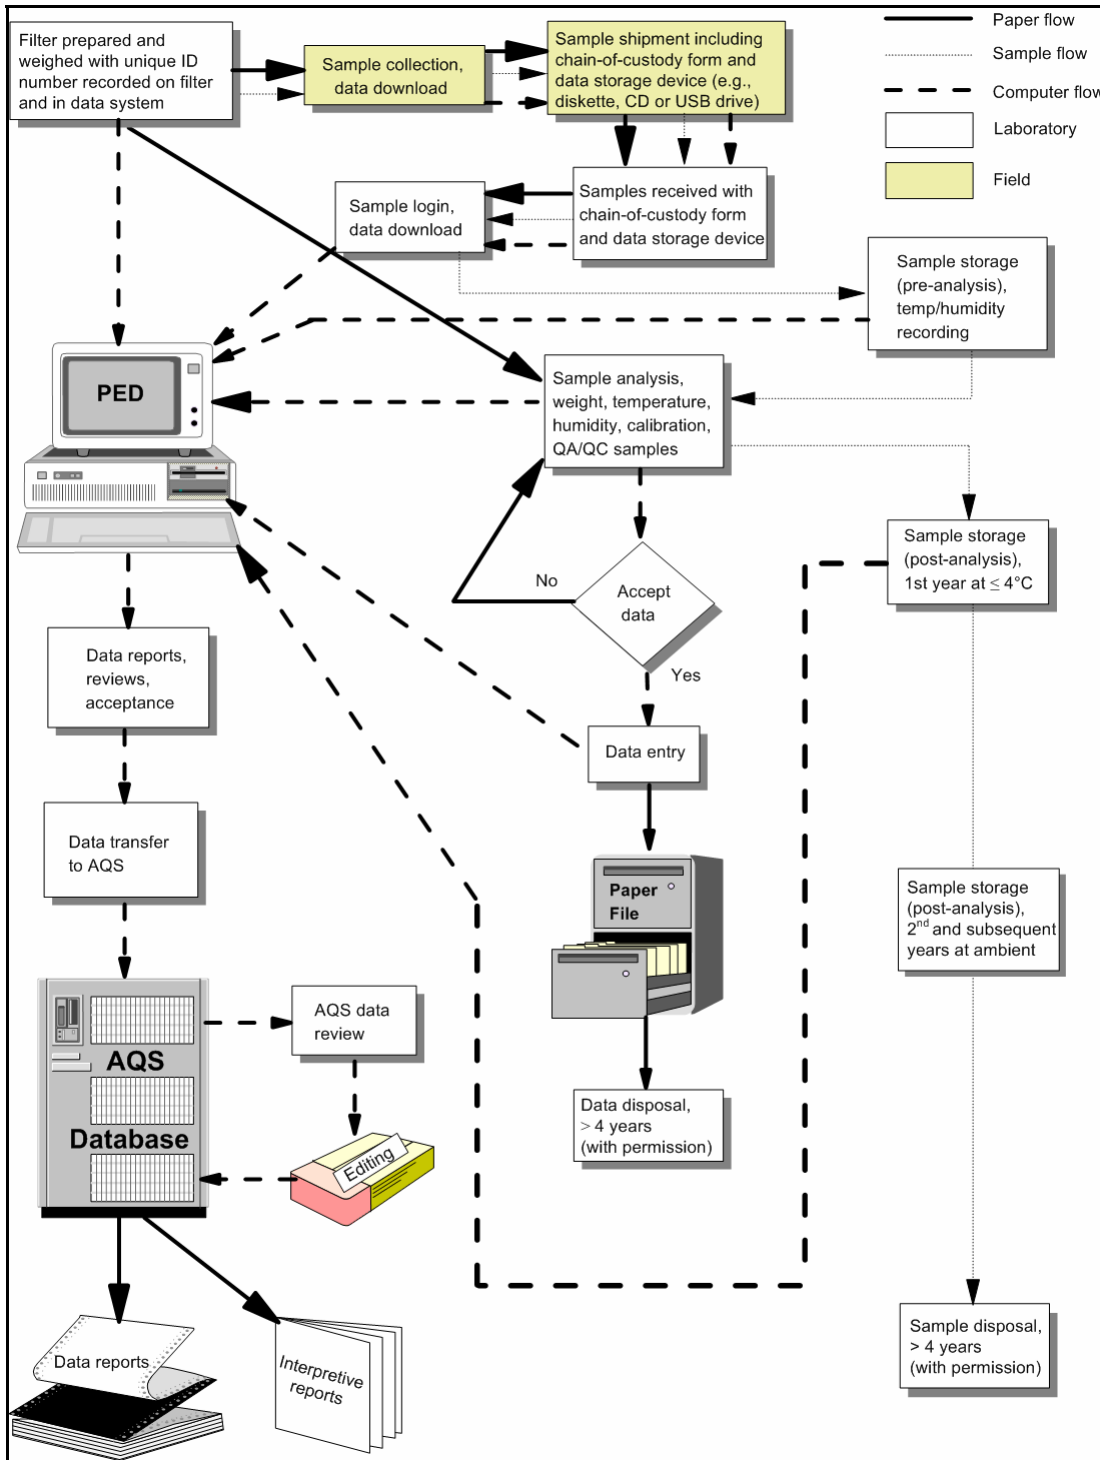 Filter prepared and
weighed with unique ID
number recorded on filter
and in data system
Sample collection,
data download
Sample shipment including
chain-of-custody form and
data storage device (e.g.,
diskette, CD or USB drive)
Paper flow
Sample flow
Computer flow
Laboratory
Field
Sample login,
data download
Samples received with
chain-of-custody form
and data storage device
Sample storage
(pre-analysis),
temp/humidity
recording
PED
Sample analysis,
weight, temperature,
humidity, calibration,
QA/QC samples
Sample storage
(post-analysis),
1st year at ≤ 4°C
No
Accept
data
Yes
Data reports,
reviews,
acceptance
Data entry
Data transfer
to AQS
Paper
File
Sample storage
(post-analysis),
2nd and subsequent
years at ambient
AQS
Database
AQS data
review
Editing
Data disposal,
> 4 years
(with permission)
Data reports
Interpretive
reports
Sample disposal,
> 4 years
(with permission)